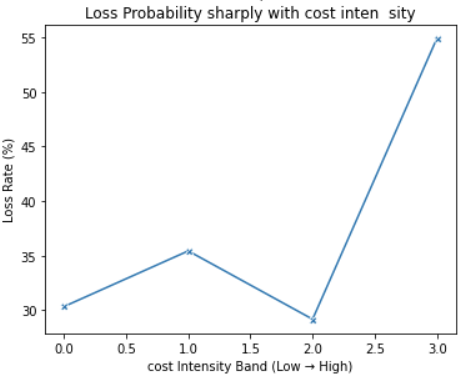 Loss Probability sharply with cost inten  sity
55
50
45
40
35
30
Loss Rate (%)
0.0 0.5 1.0 1.5 2.0 2.5 3.0
cost Intensity Band (Low → High)